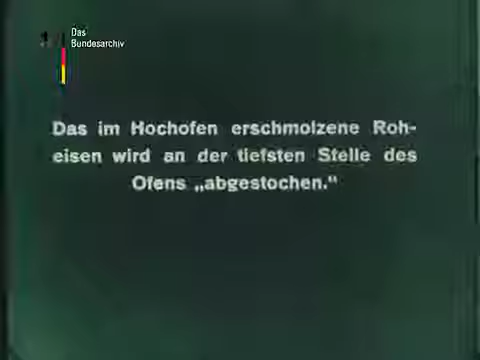 Das
Bundesarchiv
Das im Hochofen erschmolzene Roh-
eisen wird an der tiefsten Stelle des
Ofens „abgestochen."